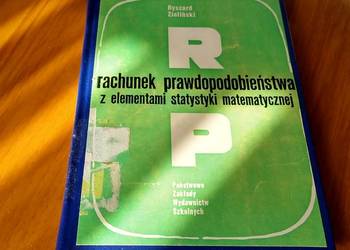 Ryszard
Zieliński
R
rachunek prawdopodobieństwa
z elementami statystyki matematycznej
P
Państwowe
Zakłady
Wydawnictw
Szkolnych